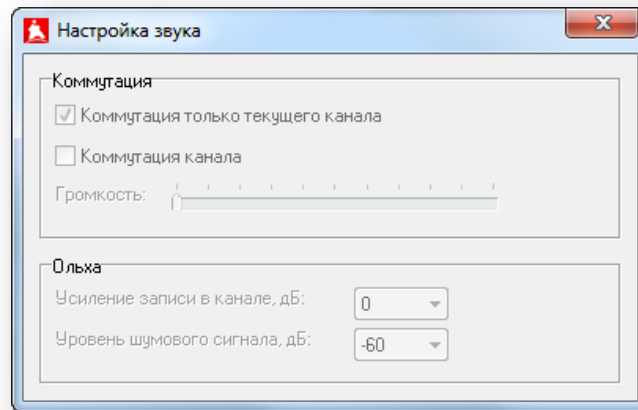 Настройка звука
Коммутация
Коммутация только текущего канала
Коммутация канала
Громкость:
Ольха
Усиление записи в канале, дБ: 0
Уровень шумового сигнала, дБ: -60